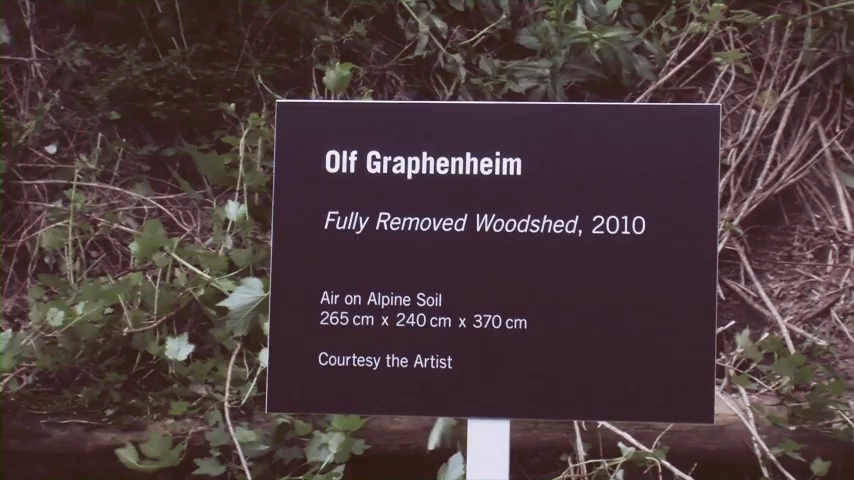 Olf Graphenheim
Fully Removed Woodshed, 2010
Air on Alpine Soil
265 cm x 240 cm x 370 cm
Courtesy the Artist